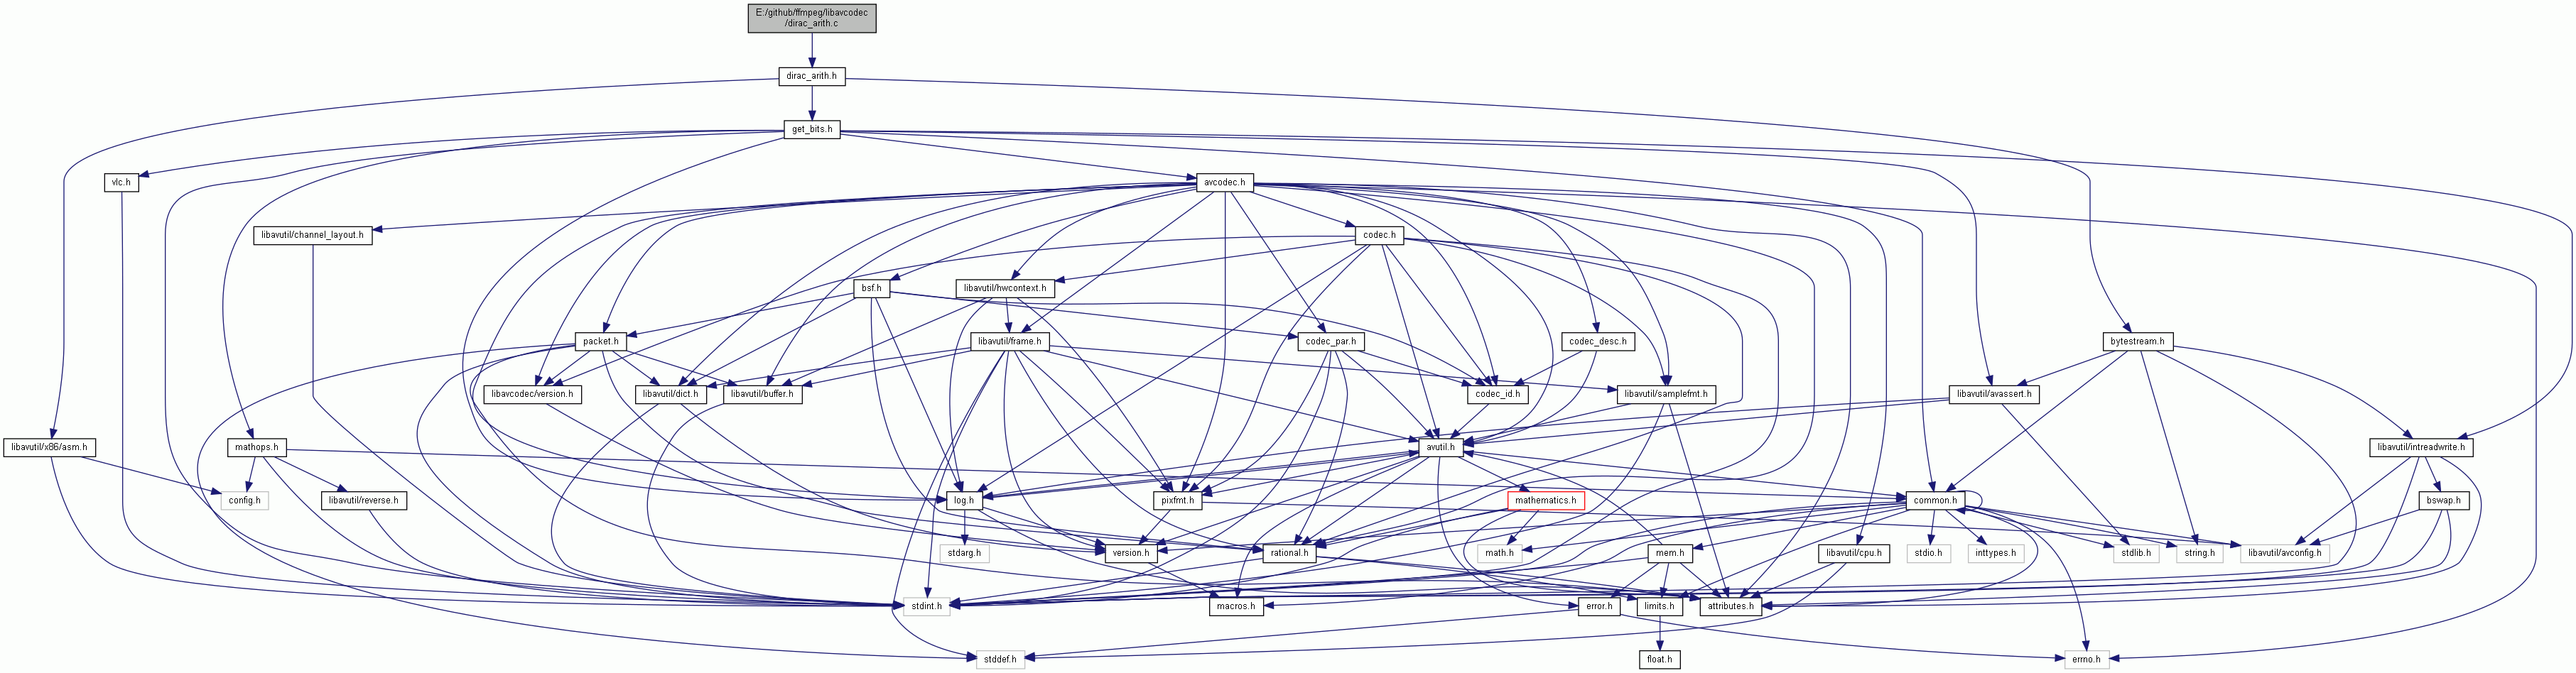 E:/github/ffmpeg/libavcodec
/dirac_arith.c
dirac_arith.h
get_bits.h
vlc.h
avcodec.h
libavutil/channel_layout.h
codec.h
bsf.h
libavutil/hwcontext.h
packet.h
libavutil/frame.h
codec_par.h
codec_desc.h
bytestream.h
libavcodec/version.h
libavutil/dict.h
libavutil/buffer.h
codec_id.h
libavutil/samplefmt.h
libavutil/avassert.h
libavutil/x86/asm.h
mathops.h
avutil.h
libavutil/intreadwrite.h
config.h
libavutil/reverse.h
log.h
pixfmt.h
mathematics.h
common.h
bswap.h
stdarg.h
version.h
rational.h
math.h
mem.h
libavutil/cpu.h
stdio.h
inttypes.h
stdlib.h
string.h
libavutil/avconfig.h
stdint.h
macros.h
error.h
limits.h
attributes.h
stddef.h
float.h
errno.h